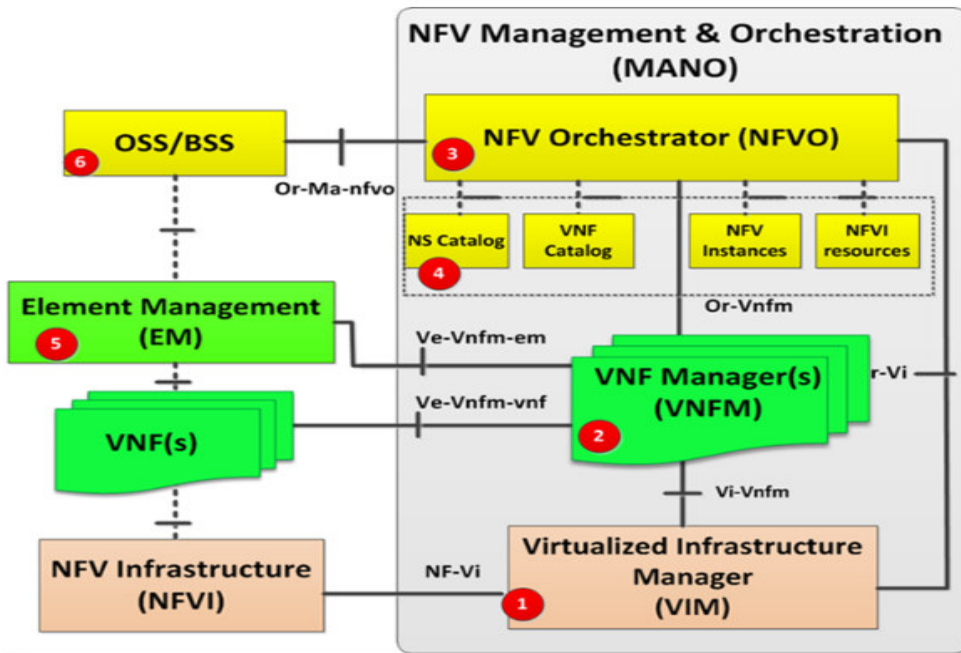 NFV Management & Orchestration
(MANO)
OSS/BSS
6
Or-Ma-nfvo
NFV Orchestrator (NFVO)
3
NS Catalog
4
VNF
Catalog
NFV
Instances
NFVI
resources
Or-Vnfm
Element Management
(EM)
5
Ve-Vnfm-em
VNF Manager(s)
(VNFM)
2
r-Vi
Ve-Vnfm-vnf
VNF(s)
Vi-Vnfm
NFV Infrastructure
(NFVI)
NF-Vi
Virtualized Infrastructure
Manager
(VIM)
1